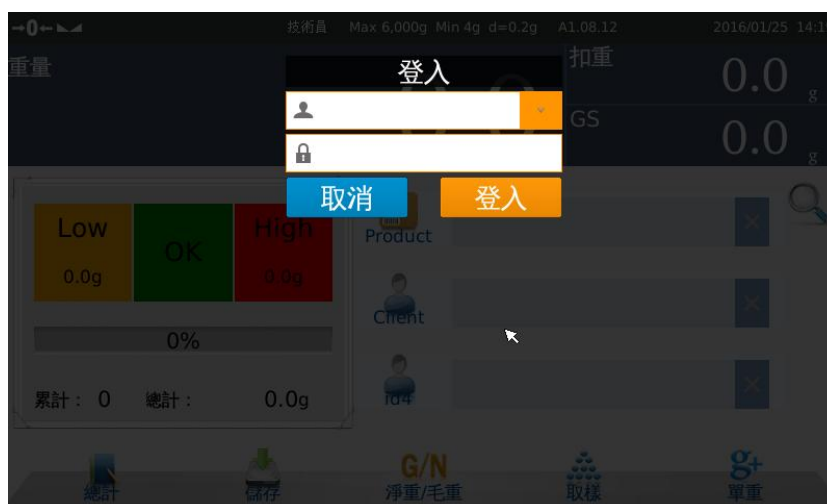 →0← 技術員 Max 6,000g Min 4g d=0.2g A1.08.12 2016/01/25 14:1
重量
登入
扣重
0.0 g
GS
0.0 g
取消 登入
Low
OK
High
0.0g
0.0g
0%
累計： 0 總計： 0.0g
Product
Client
id4
總計 儲存 G/N 淨重/毛重 取樣 g+ 單重